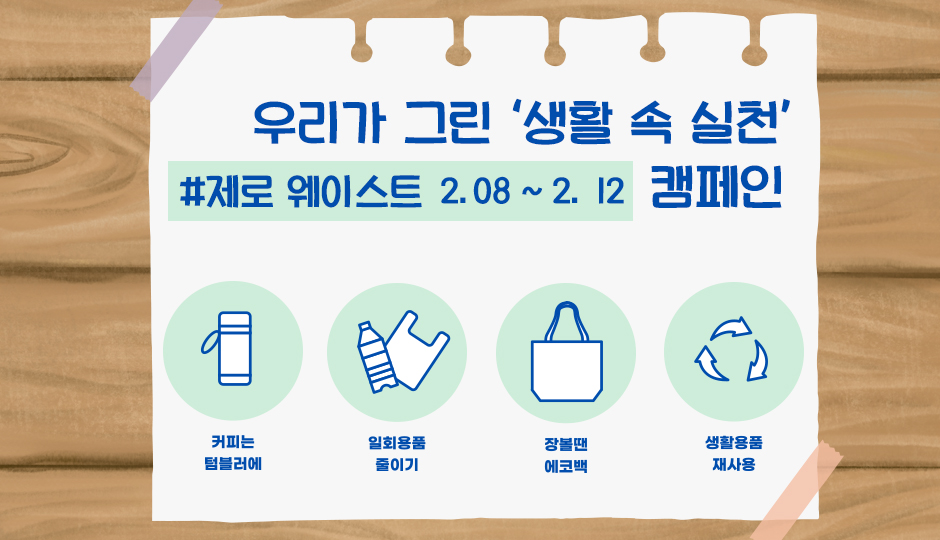 우리가 그린 ‘생활 속 실천’
#제로 웨이스트 2. 08 ~ 2. 12 캠페인
커피는
텀블러에
일회용품
줄이기
장볼땐
에코백
생활용품
재사용